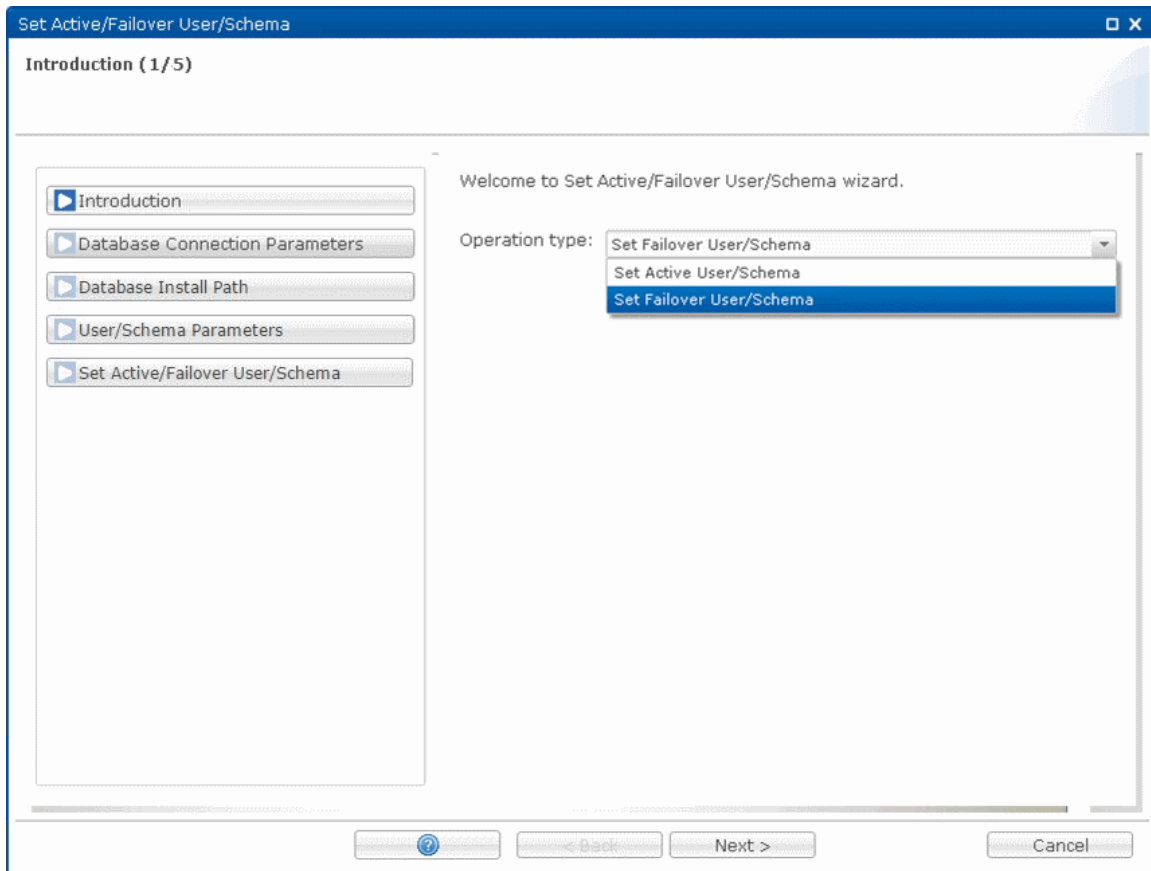 Set Active/Failover User/Schema
Introduction (1/5)
Introduction
Database Connection Parameters
Database Install Path
User/Schema Parameters
Set Active/Failover User/Schema
Welcome to Set Active/Failover User/Schema wizard.
Operation type: Set Failover User/Schema
Set Active User/Schema
Set Failover User/Schema
? < Back Next > Cancel